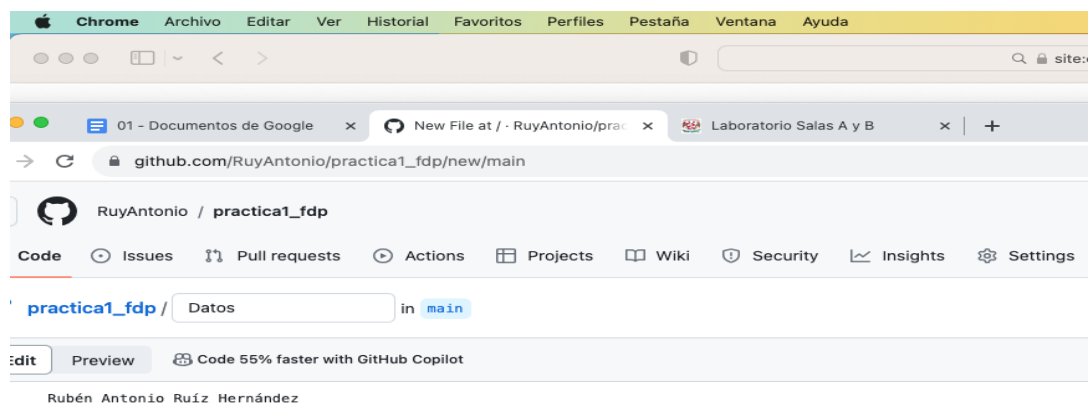 Chrome Archivo Editar Ver Historial Favoritos Perfiles Pestaña Ventana Ayuda
site:
01 - Documentos de Google New File at / · RuyAntonio/prac Laboratorio Salas A y B
github.com/RuyAntonio/practica1_fdp/new/main
RuyAntonio / practica1_fdp
Code Issues Pull requests Actions Projects Wiki Security Insights Settings
practica1_fdp / Datos in main
Edit Preview Code 55% faster with GitHub Copilot
Rubén Antonio Ruíz Hernández